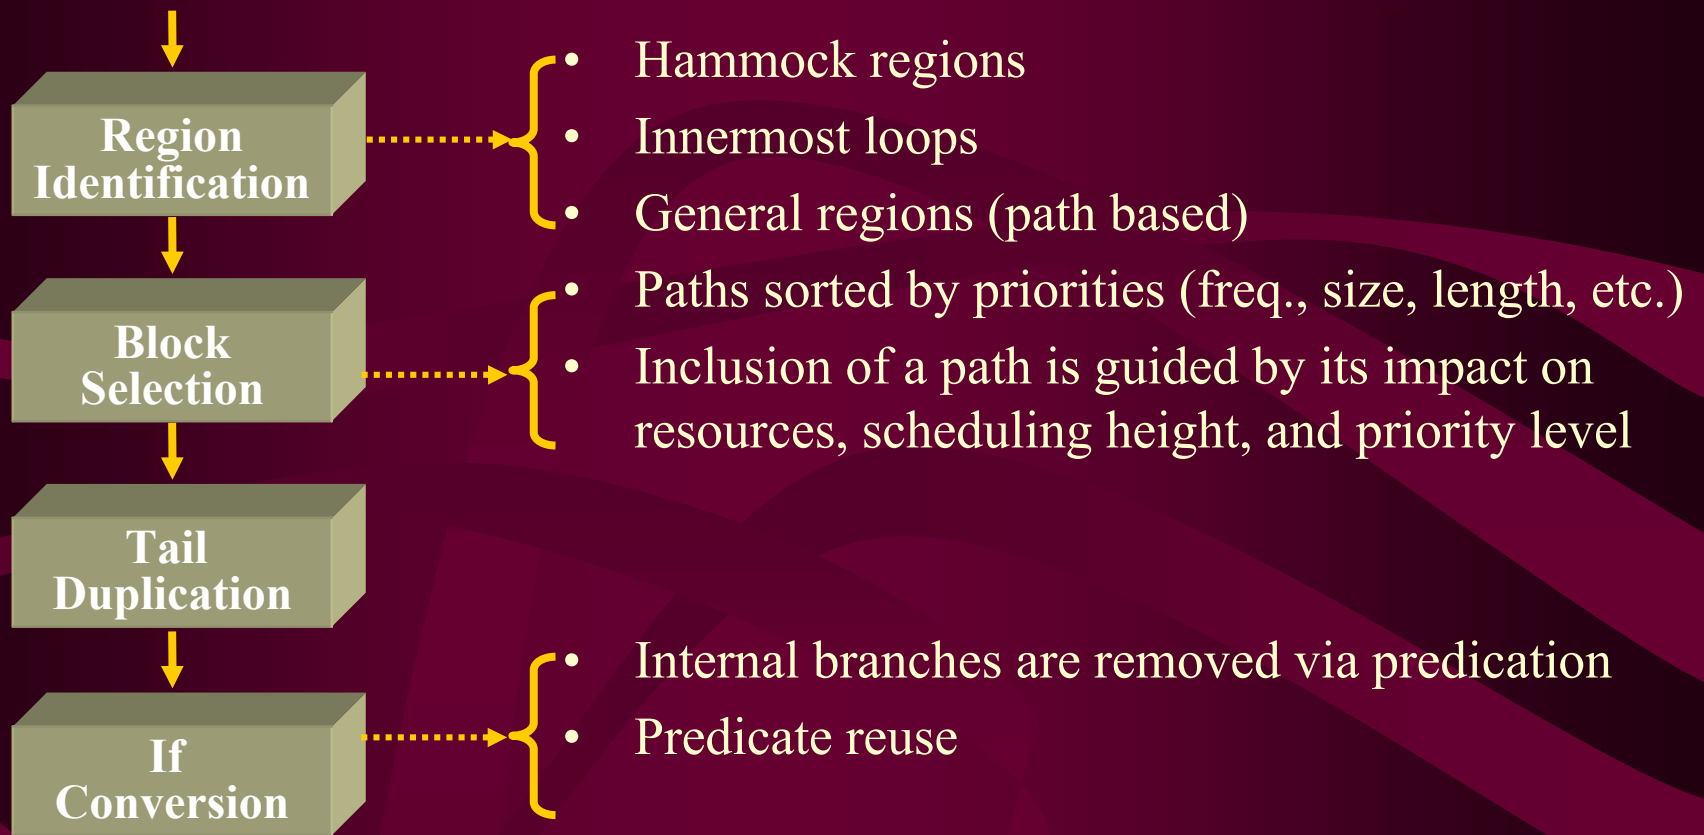 Region
Identification
• Hammock regions
• Innermost loops
• General regions (path based)
Block
Selection
• Paths sorted by priorities (freq., size, length, etc.)
• Inclusion of a path is guided by its impact on
resources, scheduling height, and priority level
Tail
Duplication
If
Conversion
• Internal branches are removed via predication
• Predicate reuse